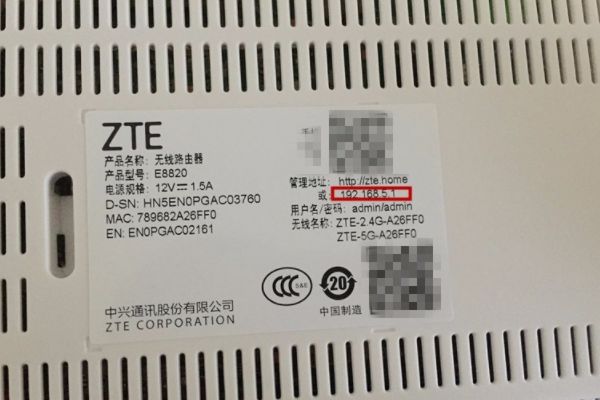 ZTE
产品名称：无线路由器
产品型号：E8820
电源规格：12V⎓1.5A
D-SN: HN5EN0PGAC03760
MAC: 789682A26FF0
EN: EN0PGAC02161
管理地址：http://zte.home
或：192.168.5.1
用户名/密码：admin/admin
无线名称：ZTE-2.4G-A26FF0
ZTE-5G-A26FF0
CCC S&E
20
中国制造
中兴通讯股份有限公司
ZTE CORPORATION